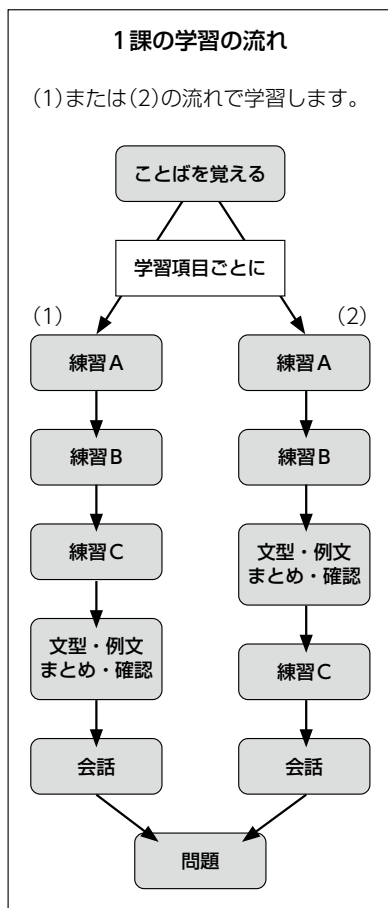 1課の学習の流れ
(1)または(2)の流れで学習します。
ことばを覚える
学習項目ごとに
(1)
練習A
練習B
練習C
文型・例文
まとめ・確認
会話
(2)
練習A
練習B
文型・例文
まとめ・確認
練習C
会話
問題